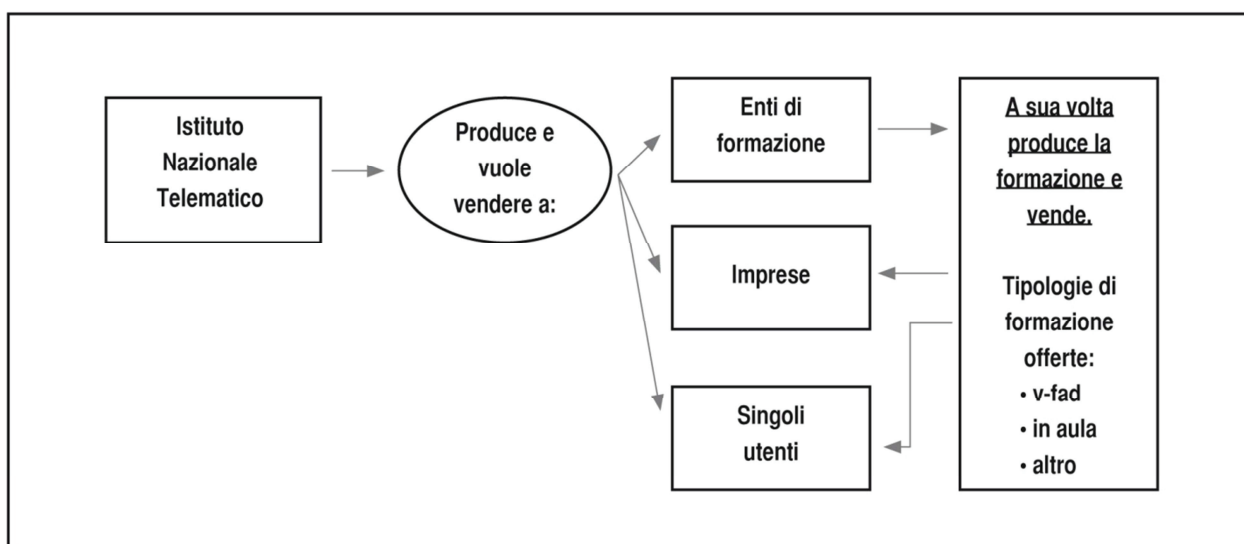 Istituto
Nazionale
Telematico
Produce e
vuole
vendere a:
Enti di
formazione
Imprese
Singoli
utenti
A sua volta
produce la
formazione e
vende.
Tipologie di
formazione
offerte:
• v-fad
• in aula
• altro